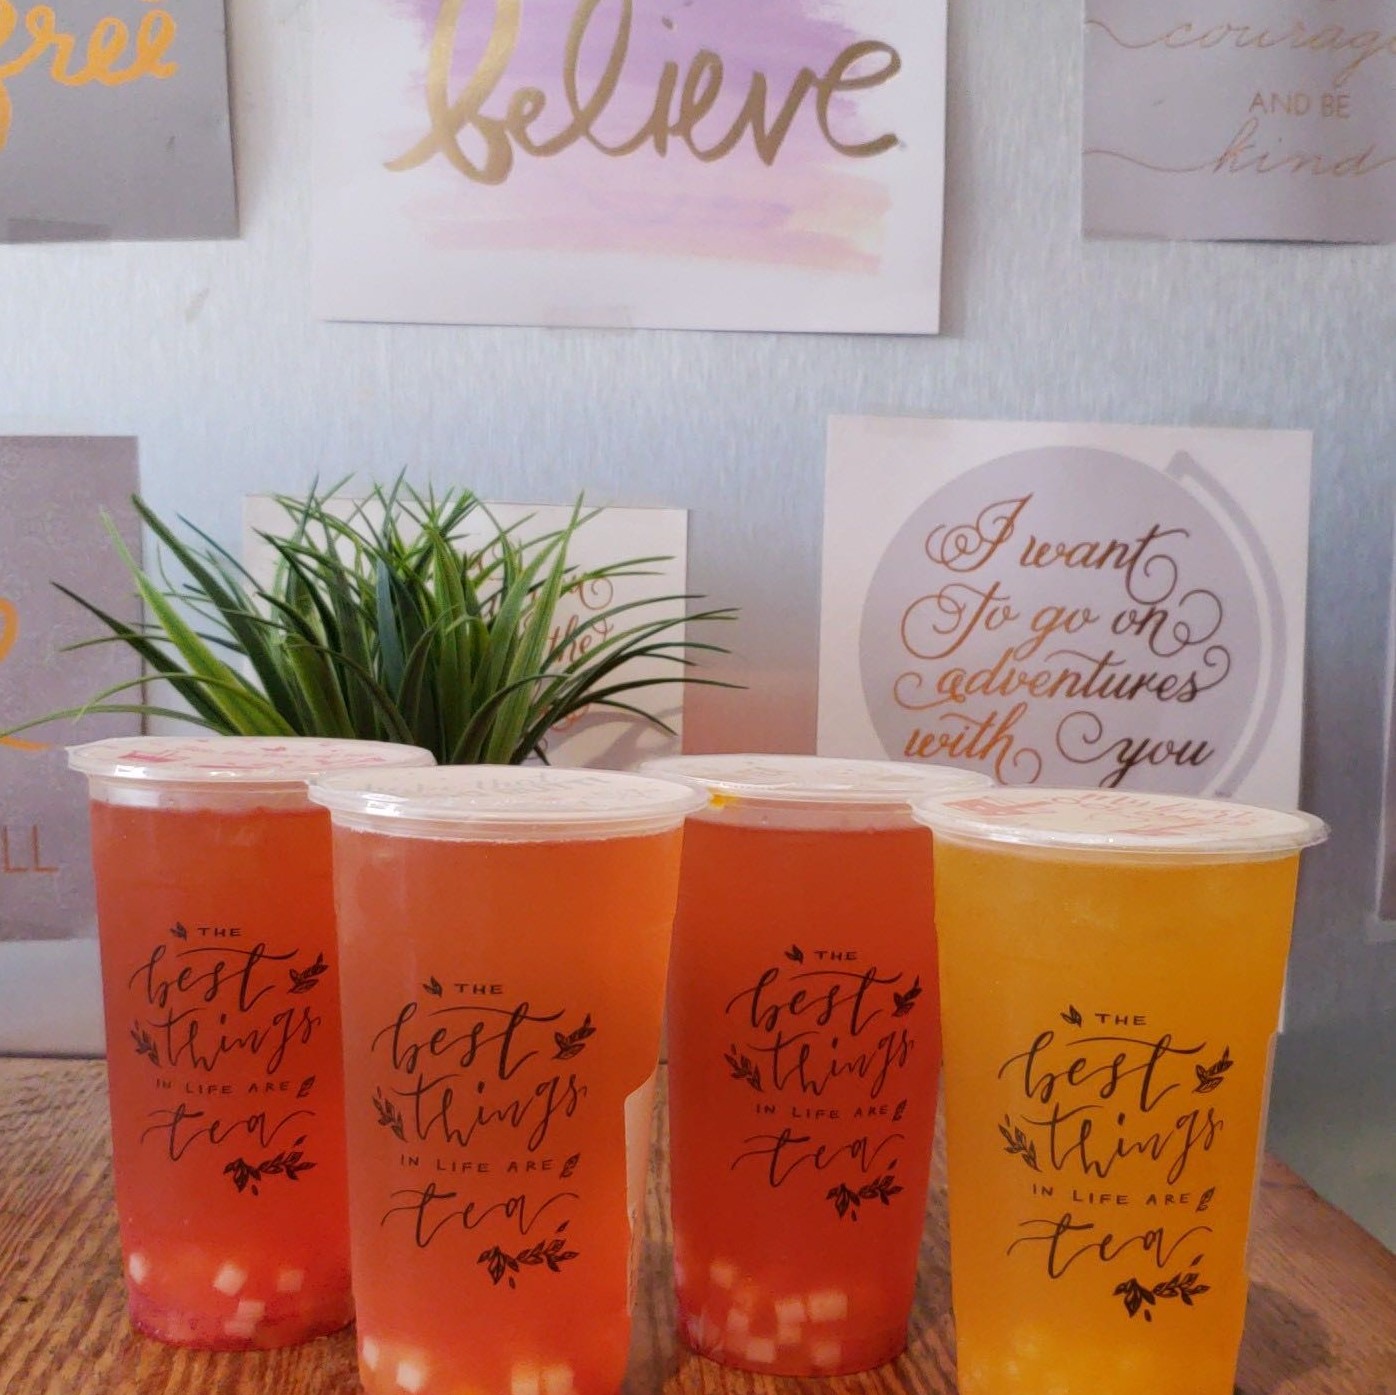 free
believe
courage
AND BE
kind
the
I want
To go on
adventures
with you
LL
THE
best
things
IN LIFE ARE
tea
THE
best
things
IN LIFE ARE
tea
THE
best
things
IN LIFE ARE
tea
THE
best
things
IN LIFE ARE
tea